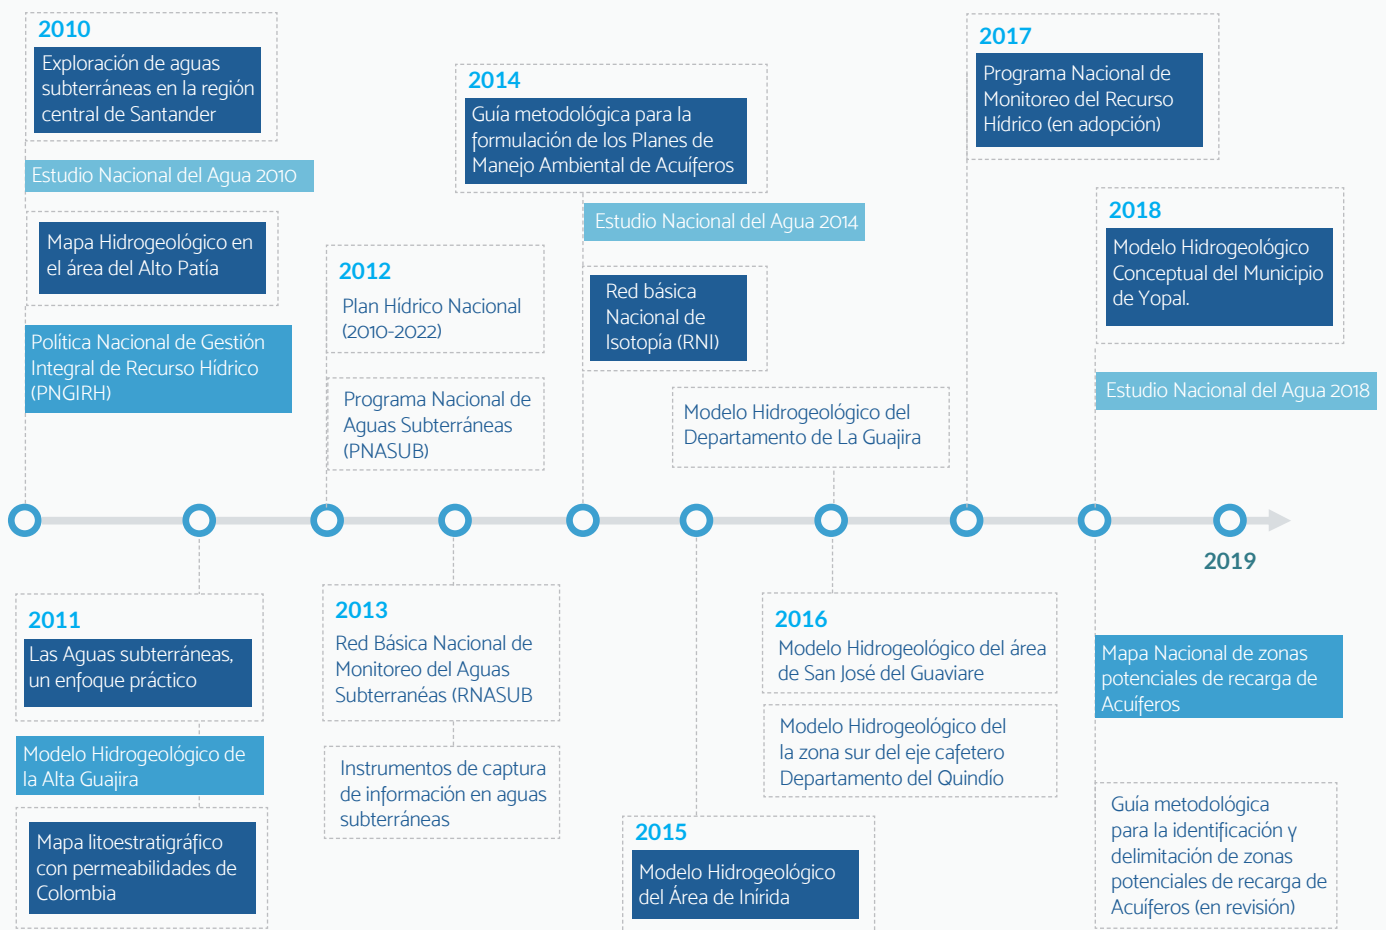 2010
Exploración de aguas
subterráneas en la región
central de Santander
Estudio Nacional del Agua 2010
Mapa Hidrogeológico en
el área del Alto Patía
Política Nacional de Gestión
Integral de Recurso Hídrico
(PNGIRH)
2011
Las Aguas subterráneas,
un enfoque práctico
Modelo Hidrogeológico de
la Alta Guajira
Mapa litoestratigráfico
con permeabilidades de
Colombia
2012
Plan Hídrico Nacional
(2010-2022)
Programa Nacional de
Aguas Subterráneas
(PNASUB)
2013
Red Básica Nacional de
Monitoreo del Aguas
Subterranéas (RNASUB
Instrumentos de captura
de información en aguas
subterráneas
2014
Guía metodológica para la
formulación de los Planes de
Manejo Ambiental de Acuíferos
Estudio Nacional del Agua 2014
Red básica
Nacional de
Isotopía (RNI)
2015
Modelo Hidrogeológico
del Área de Inírida
Modelo Hidrogeológico del
Departamento de La Guajira
2016
Modelo Hidrogeológico del área
de San José del Guaviare
Modelo Hidrogeológico del
la zona sur del eje cafetero
Departamento del Quindío
2017
Programa Nacional de
Monitoreo del Recurso
Hídrico (en adopción)
2018
Modelo Hidrogeológico
Conceptual del Municipio
de Yopal.
Estudio Nacional del Agua 2018
Mapa Nacional de zonas
potenciales de recarga de
Acuíferos
Guía metodológica
para la identificación y
delimitación de zonas
potenciales de recarga de
Acuíferos (en revisión)
2019